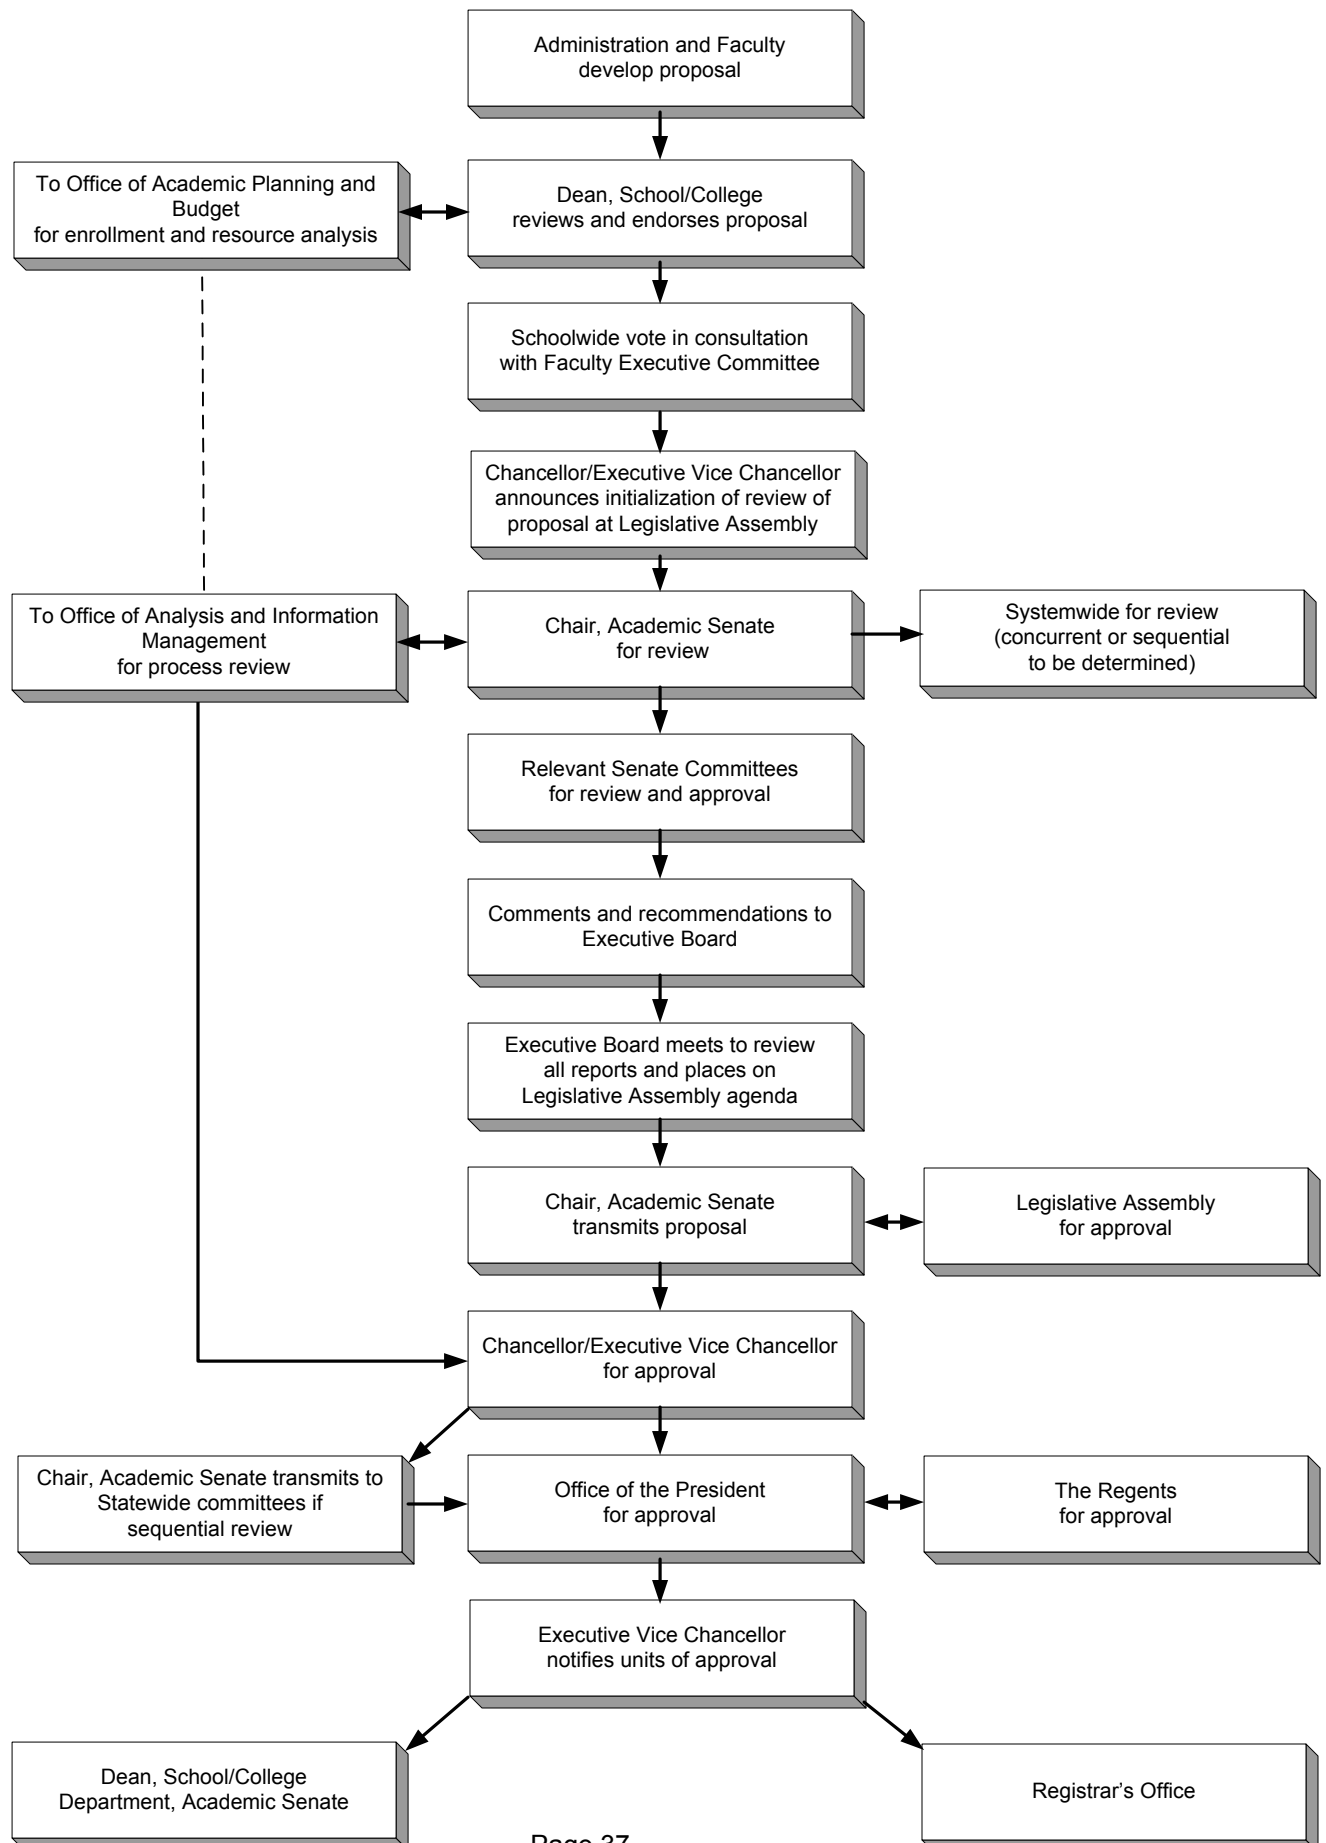 Administration and Faculty
develop proposal
To Office of Academic Planning and
Budget
for enrollment and resource analysis
Dean, School/College
reviews and endorses proposal
Schoolwide vote in consultation
with Faculty Executive Committee
Chancellor/Executive Vice Chancellor
announces initialization of review of
proposal at Legislative Assembly
To Office of Analysis and Information
Management
for process review
Chair, Academic Senate
for review
Systemwide for review
(concurrent or sequential
to be determined)
Relevant Senate Committees
for review and approval
Comments and recommendations to
Executive Board
Executive Board meets to review
all reports and places on
Legislative Assembly agenda
Chair, Academic Senate
transmits proposal
Legislative Assembly
for approval
Chancellor/Executive Vice Chancellor
for approval
Chair, Academic Senate transmits to
Statewide committees if
sequential review
Office of the President
for approval
The Regents
for approval
Executive Vice Chancellor
notifies units of approval
Dean, School/College
Department, Academic Senate
Registrar's Office
Page 37